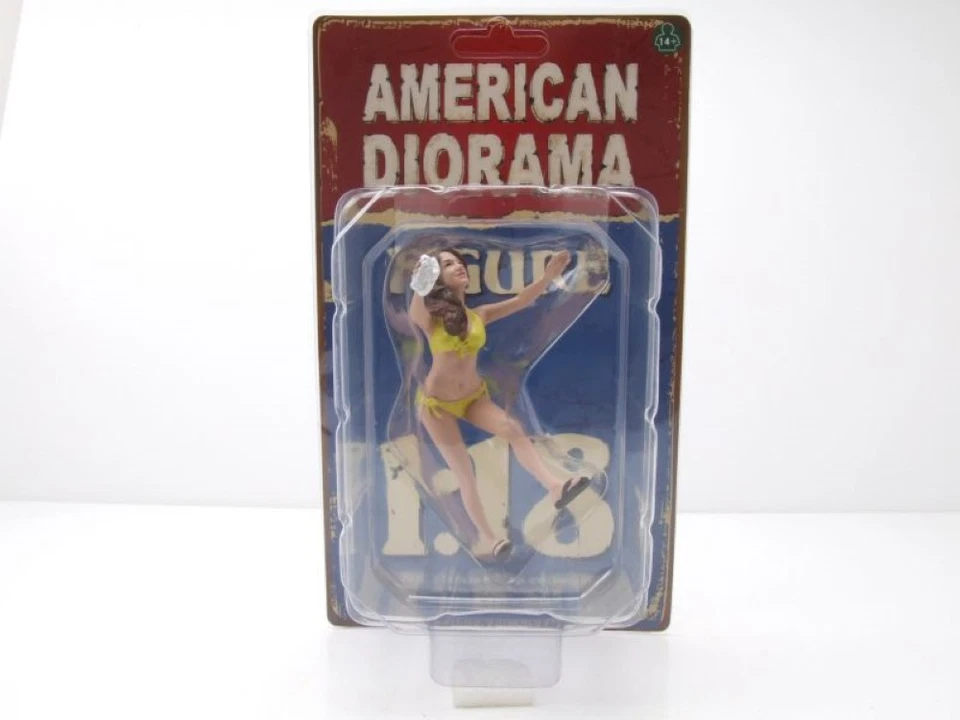 14+
AMERICAN
DIORAMA
FIGURE
1:18